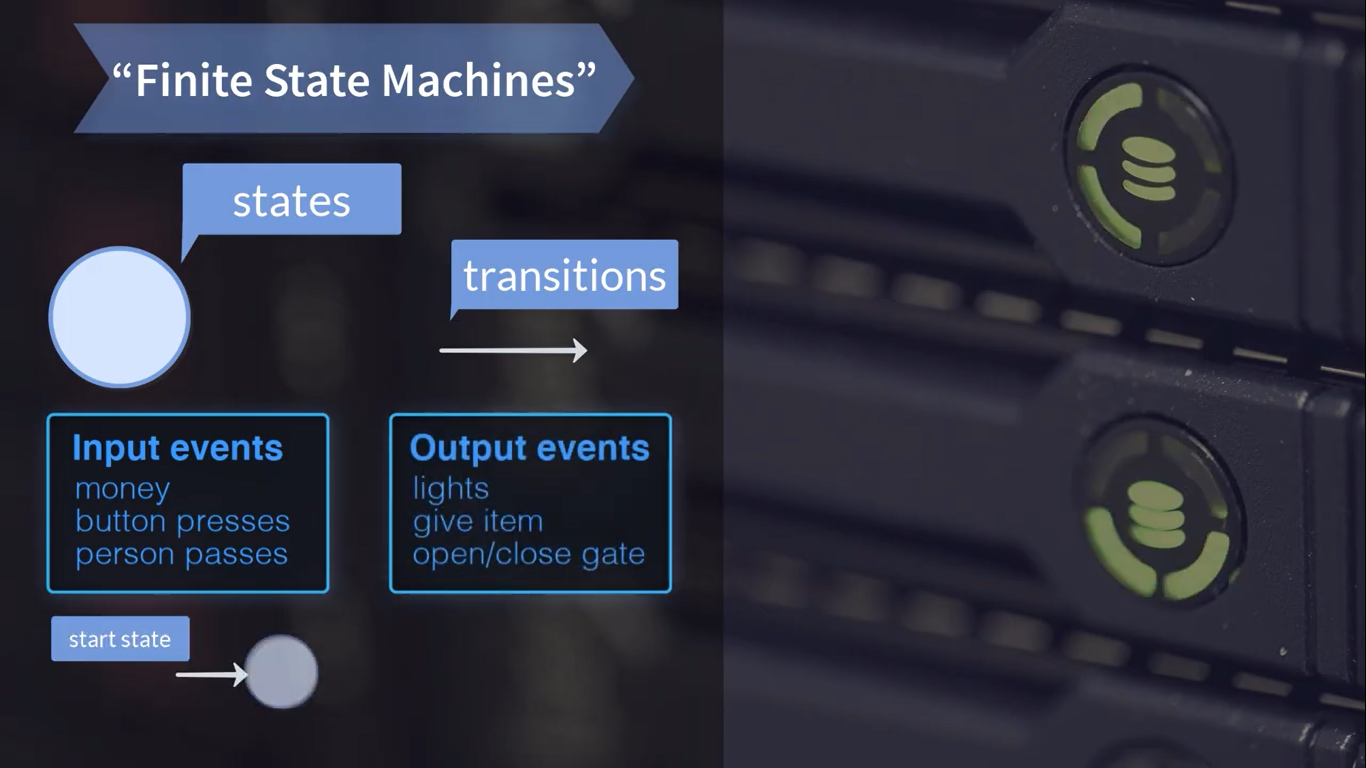 “Finite State Machines”
states
transitions
Input events
money
button presses
person passes
Output events
lights
give item
open/close gate
start state